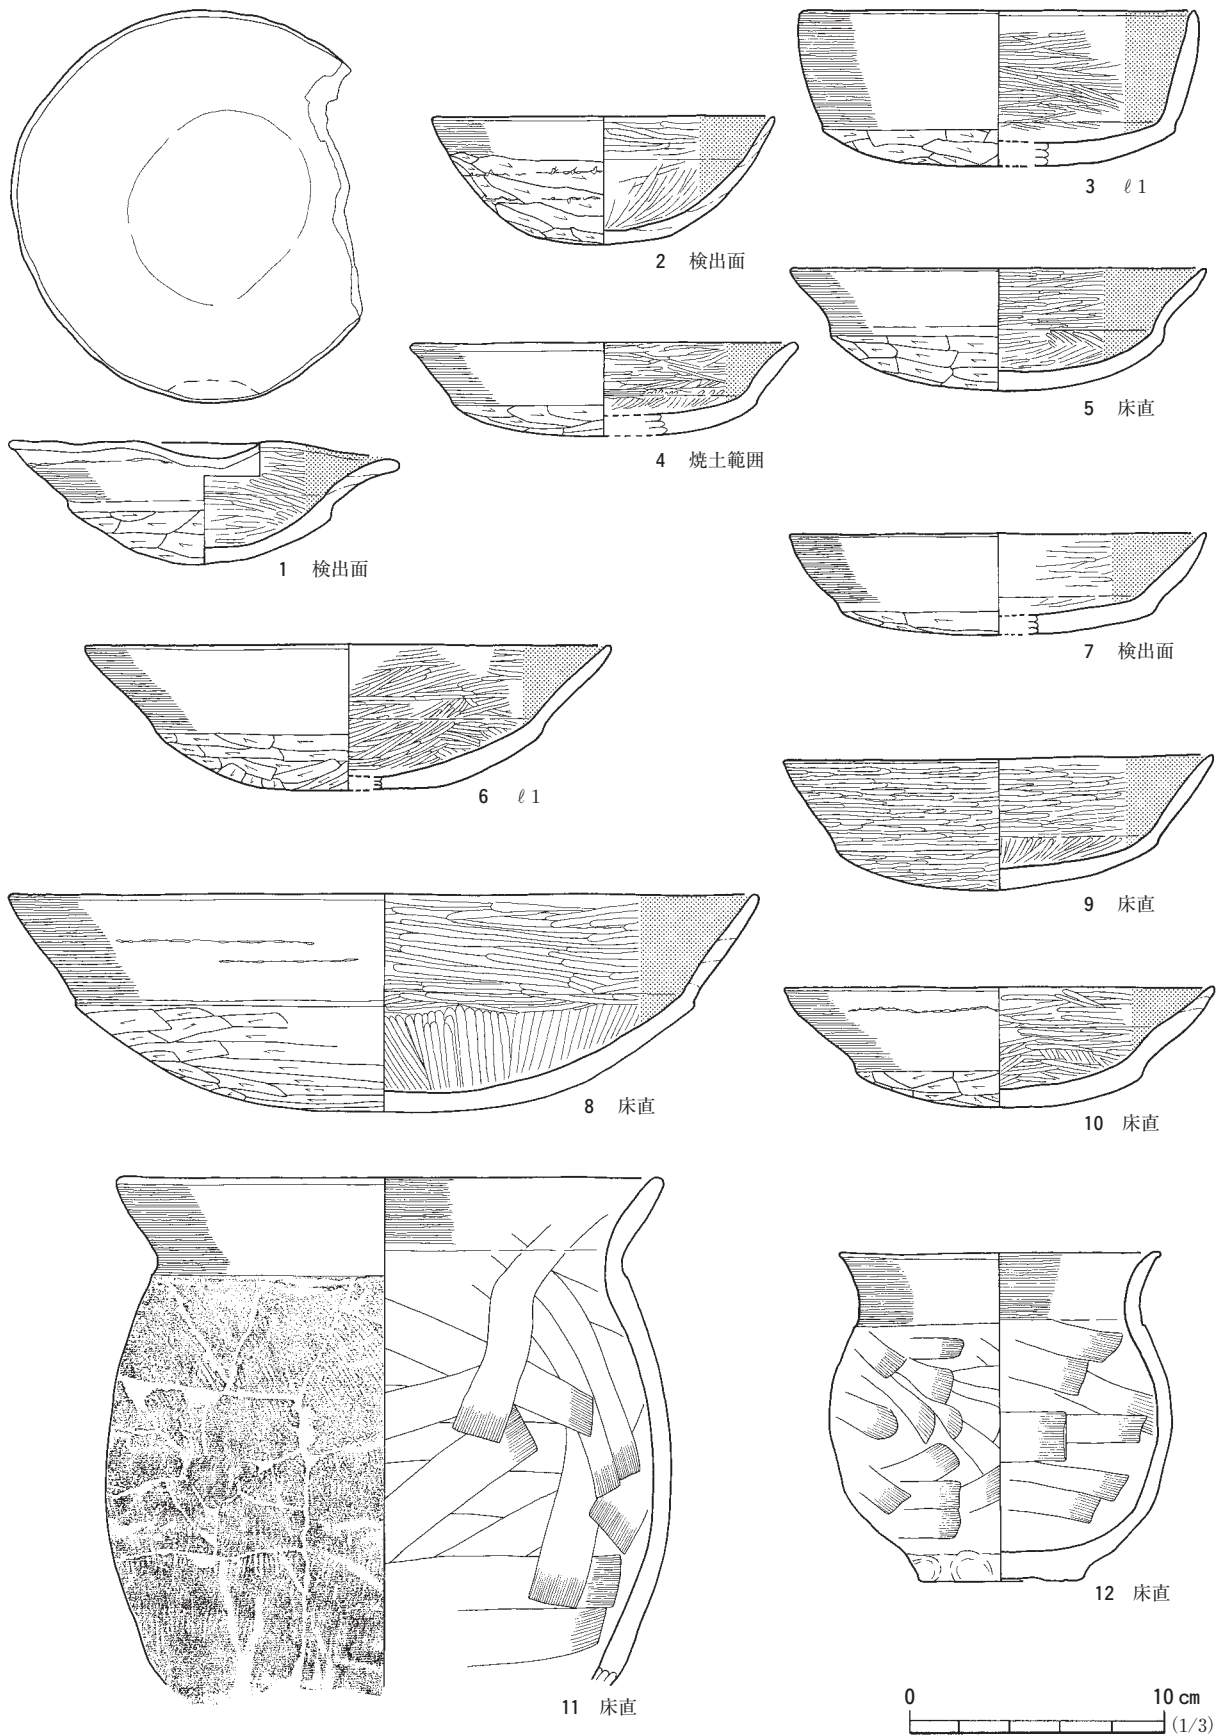 3 ℓ1
2 検出面
5 床直
4 焼土範囲
1 検出面
7 検出面
6 ℓ1
9 床直
8 床直
10 床直
12 床直
11 床直
0 10 cm
(1/3)